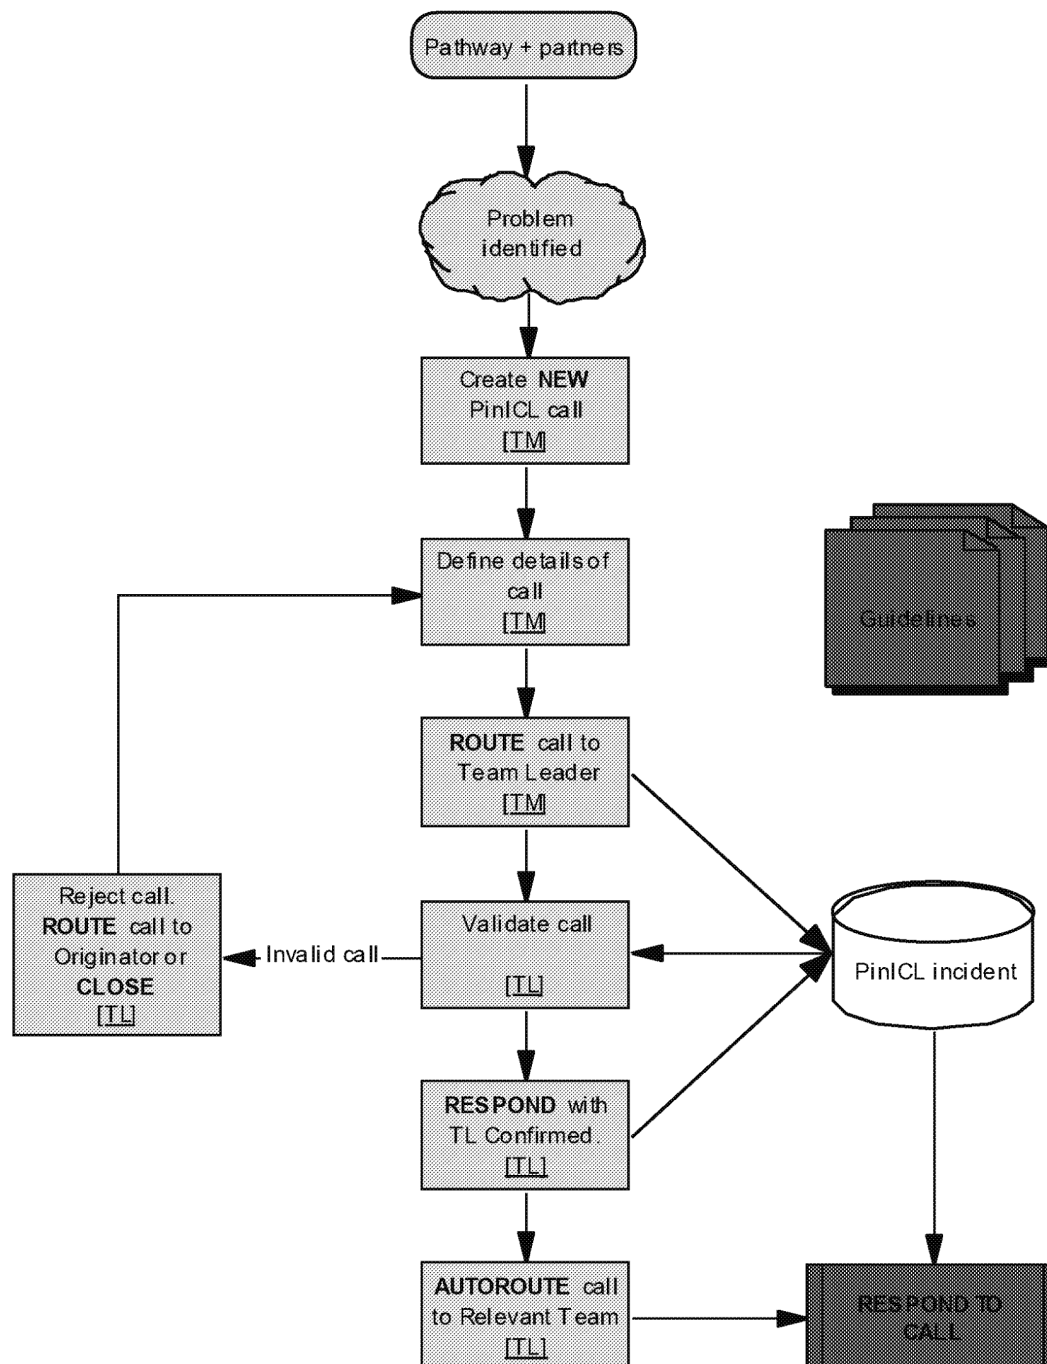 Pathway + partners
Problem
identified
Create NEW
PinICL call
[TM]
Define details of
call
[TM]
Guidelines
ROUTE call to
Team Leader
[TM]
Reject call.
ROUTE call to
Originator or
CLOSE
[TL]
Invalid call
Validate call
[TL]
PinICL incident
RESPOND with
TL Confirmed.
[TL]
AUTOROUTE call
to Relevant Team
[TL]
RESPOND TO
CALL